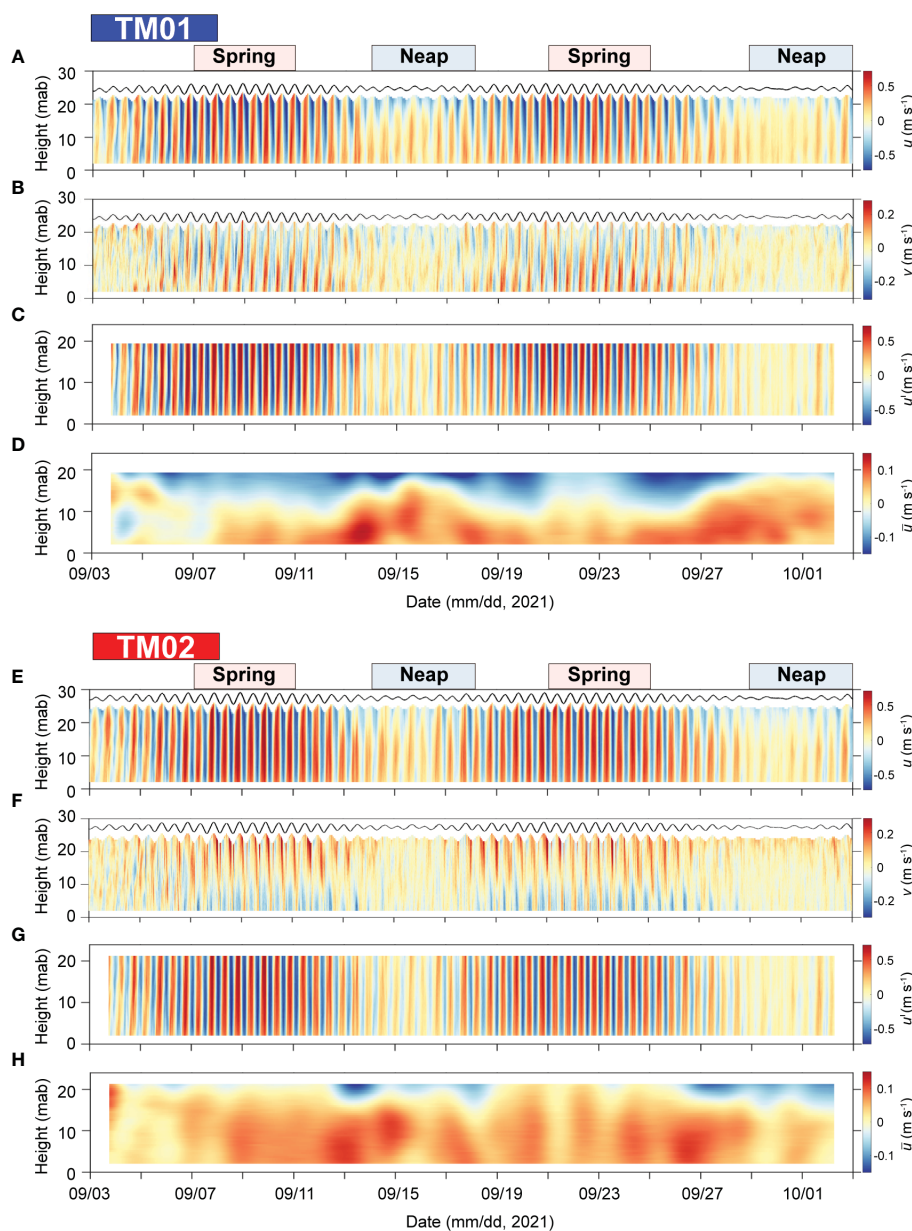 TM01
A
Spring
Neap
Spring
Neap
30
20
10
0
Height (mab)
0.5
0
-0.5
u (m s⁻¹)
B
30
20
10
0
Height (mab)
0.2
0
-0.2
v (m s⁻¹)
C
20
10
0
Height (mab)
0.5
0
-0.5
u' (m s⁻¹)
D
20
10
0
Height (mab)
0.1
0
-0.1
ū (m s⁻¹)
09/03 09/07 09/11 09/15 09/19 09/23 09/27 10/01
Date (mm/dd, 2021)
TM02
E
Spring
Neap
Spring
Neap
30
20
10
0
Height (mab)
0.5
0
-0.5
u (m s⁻¹)
F
30
20
10
0
Height (mab)
0.2
0
-0.2
v (m s⁻¹)
G
20
10
0
Height (mab)
0.5
0
-0.5
u' (m s⁻¹)
H
20
10
0
Height (mab)
0.1
0
-0.1
ū (m s⁻¹)
09/03 09/07 09/11 09/15 09/19 09/23 09/27 10/01
Date (mm/dd, 2021)